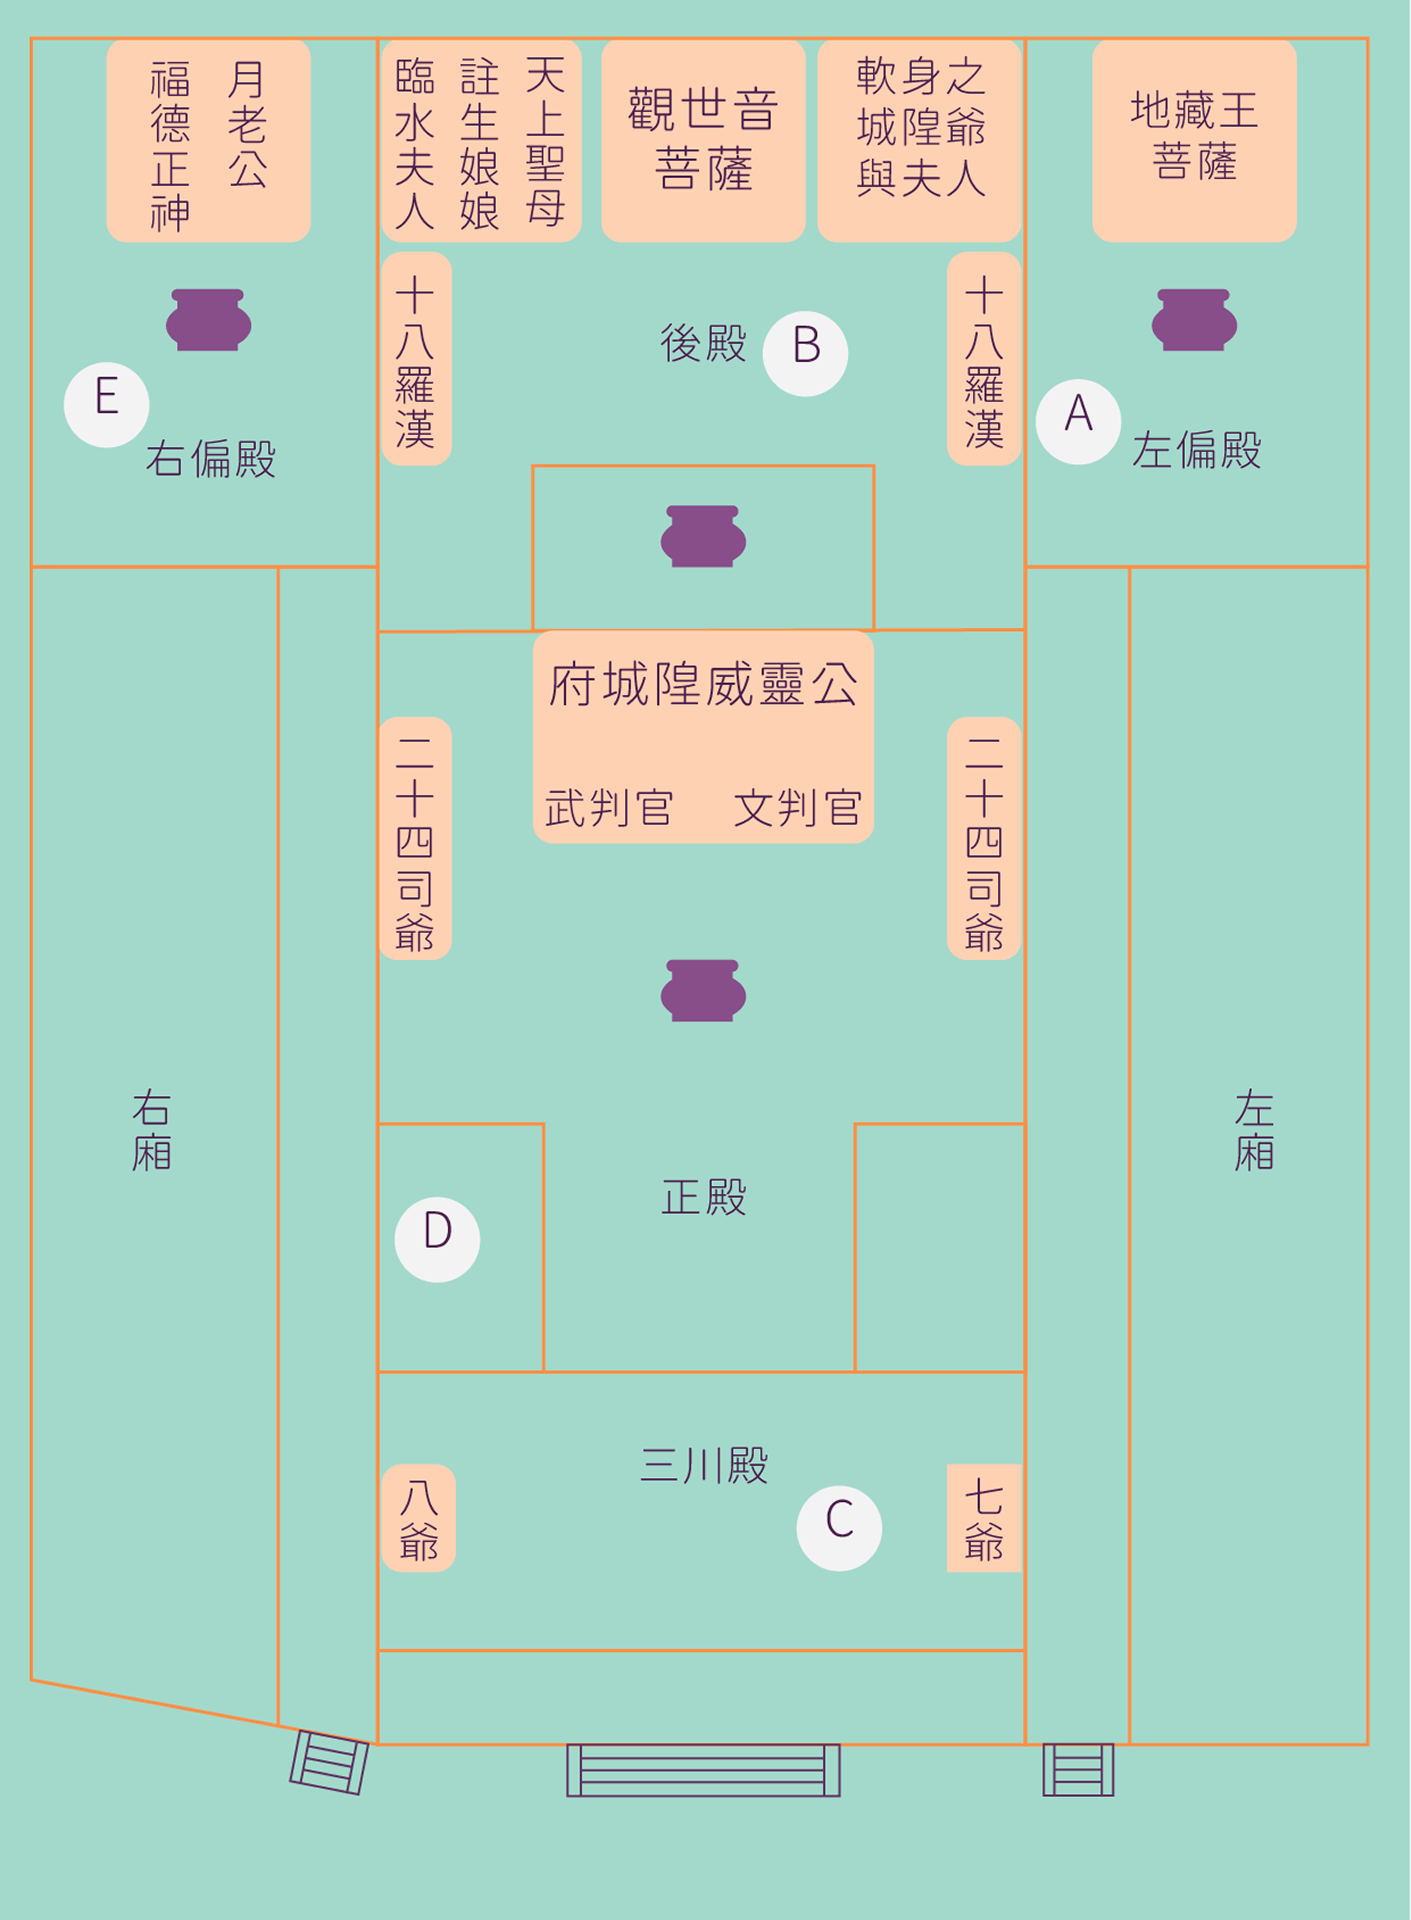 月老公
福德正神
天上聖母
註生娘娘
臨水夫人
觀世音
菩薩
軟身之
城隍爺
與夫人
地藏王
菩薩
十八羅漢
後殿
B
十八羅漢
E
右偏殿
A
左偏殿
府城隍威靈公
武判官
文判官
二十四司爺
二十四司爺
右廂
左廂
D
正殿
三川殿
C
八爺
七爺